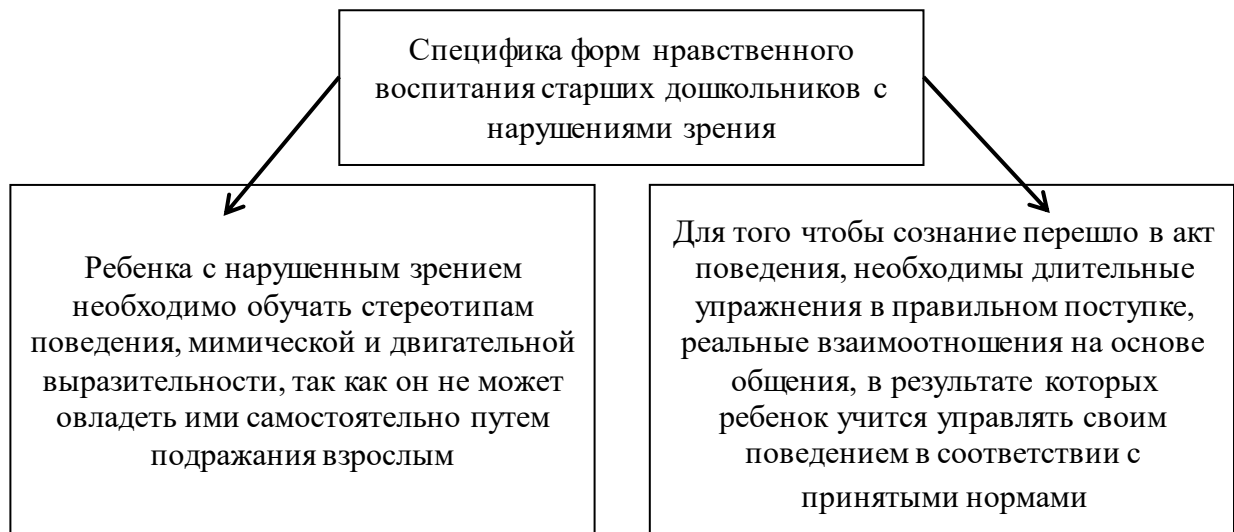 Специфика форм нравственного
воспитания старших дошкольников с
нарушениями зрения
Ребенка с нарушенным зрением
необходимо обучать стереотипам
поведения, мимической и двигательной
выразительности, так как он не может
овладеть ими самостоятельно путем
подражания взрослым
Для того чтобы сознание перешло в акт
поведения, необходимы длительные
упражнения в правильном поступке,
реальные взаимоотношения на основе
общения, в результате которых
ребенок учится управлять своим
поведением в соответствии с
принятыми нормами